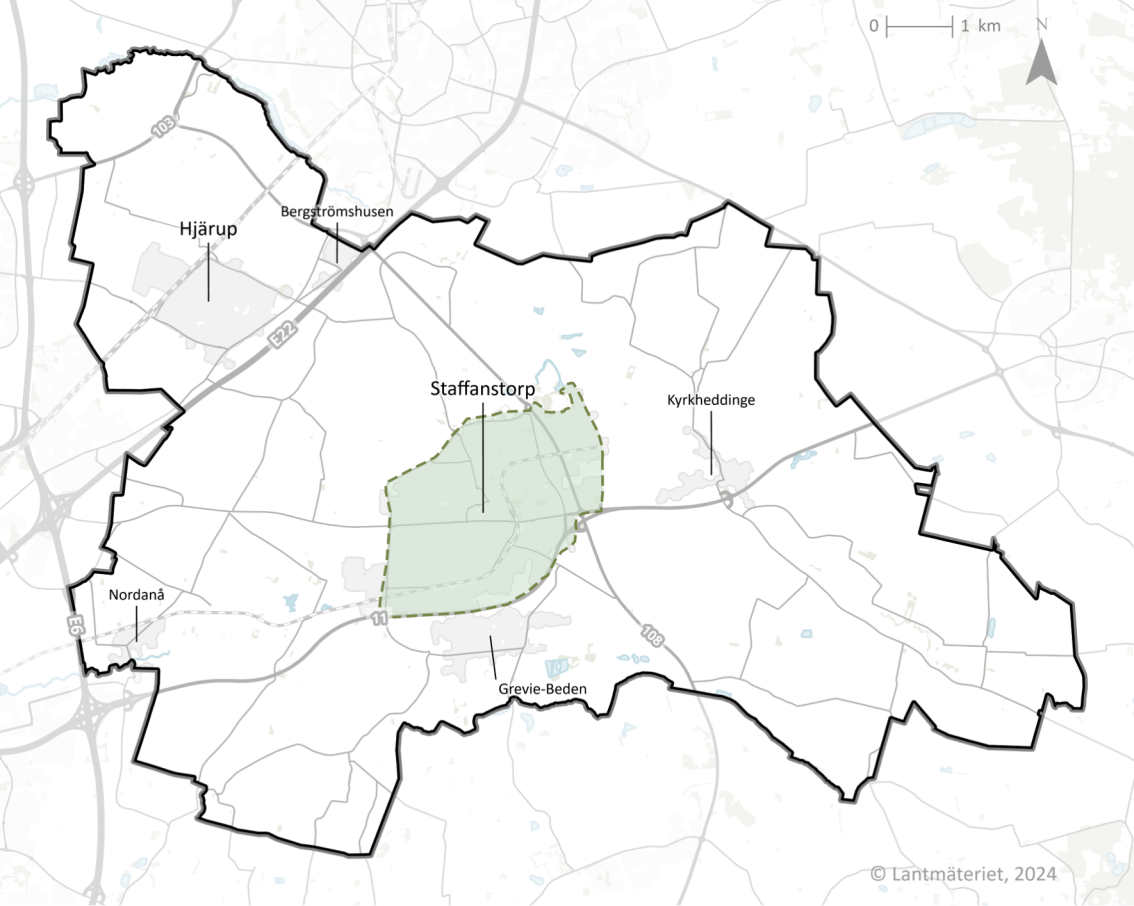 0 1 km
N
103
Bergströmshusen
Hjärup
E22
Staffanstorp
Kyrkheddinge
Nordanå
11
E6
108
Grevie-Beden
© Lantmäteriet, 2024